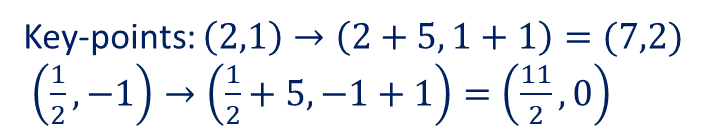 Key-points: (2,1) → (2 + 5, 1 + 1) = (7,2)
(1/2, −1) → (1/2 + 5, −1 + 1) = (11/2, 0)